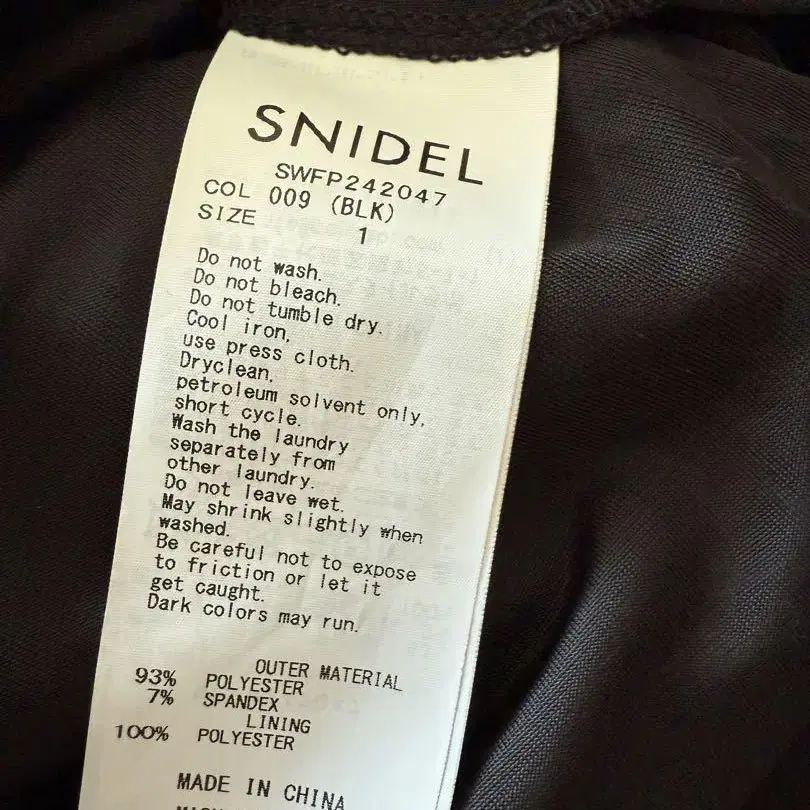 SNIDEL
SWFP242047
COL 009 (BLK)
SIZE 1
Do not wash.
Do not bleach.
Do not tumble dry.
Cool iron,
use press cloth.
Dryclean,
petroleum solvent only,
short cycle.
Wash the laundry
separately from
other laundry.
Do not leave wet.
May shrink slightly when
washed.
Be careful not to expose
to friction or let it
get caught.
Dark colors may run.
OUTER MATERIAL
93% POLYESTER
7% SPANDEX
LINING
100% POLYESTER
MADE IN CHINA